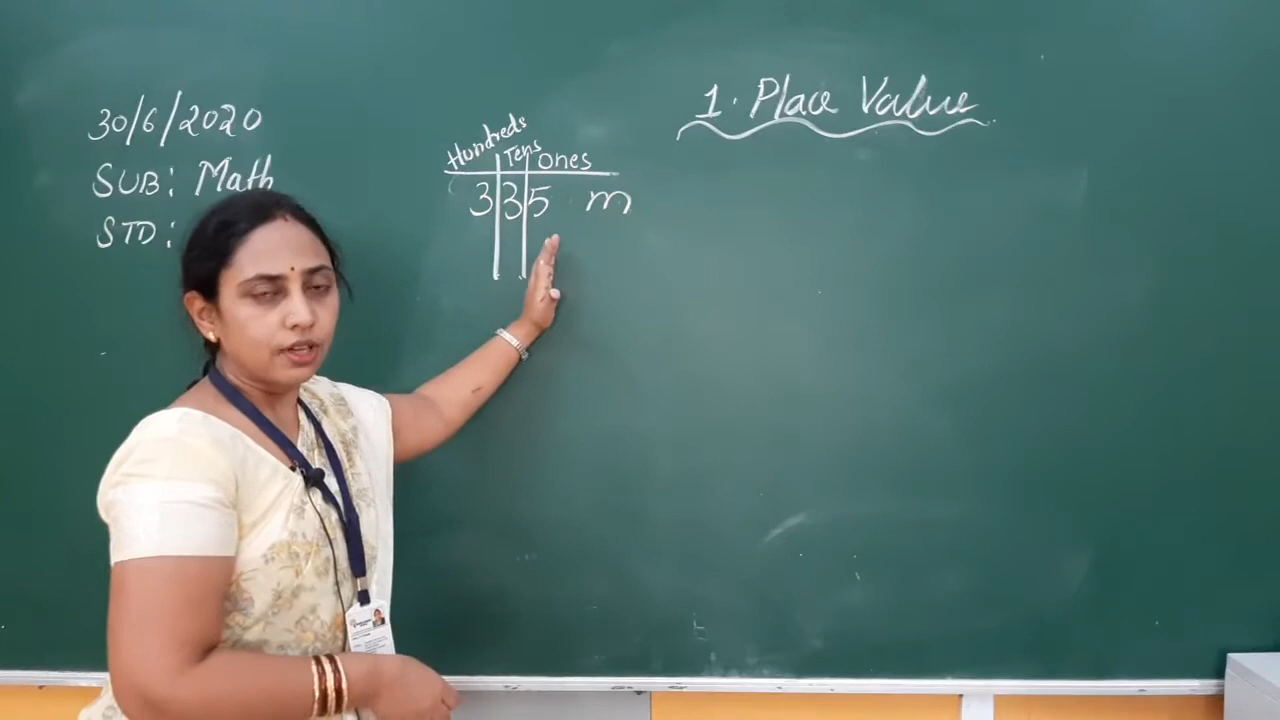 30/6/2020
SUB: Math
STD:
Hundreds Tens Ones
3 3 5 m
1. Place Value